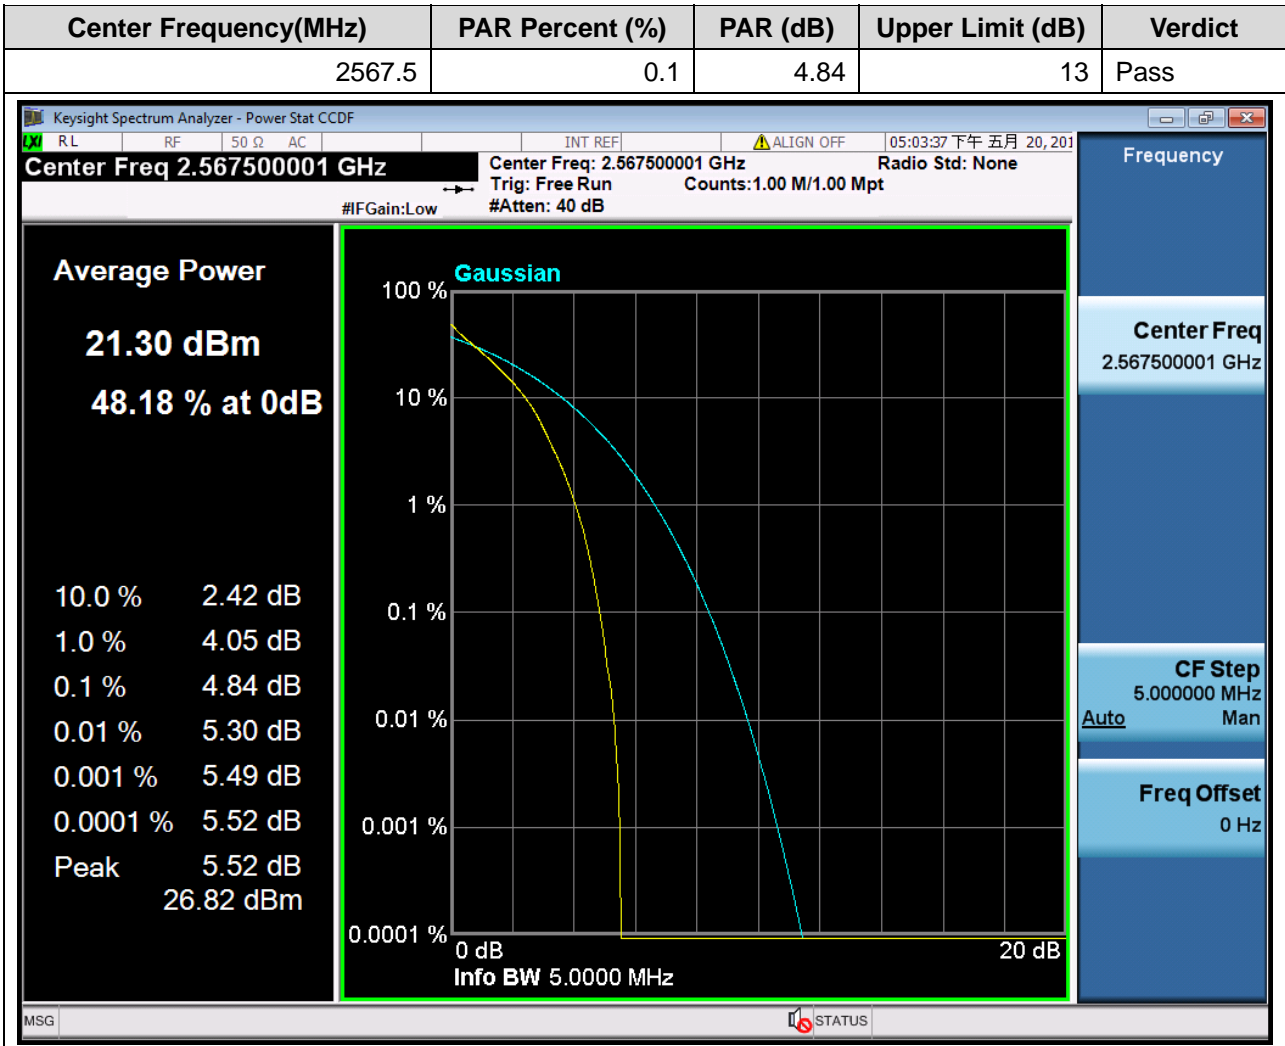 Center Frequency(MHz) PAR Percent (%) PAR (dB) Upper Limit (dB) Verdict
2567.5 0.1 4.84 13 Pass
Keysight Spectrum Analyzer - Power Stat CCDF
LXI RL RF 50 Ω AC INT REF ALIGN OFF 05:03:37 下午 五月 20, 201
Center Freq 2.567500001 GHz
Center Freq: 2.567500001 GHz Radio Std: None
Trig: Free Run Counts:1.00 M/1.00 Mpt
#IFGain:Low #Atten: 40 dB
Average Power
21.30 dBm
48.18 % at 0dB
10.0 % 2.42 dB
1.0 % 4.05 dB
0.1 % 4.84 dB
0.01 % 5.30 dB
0.001 % 5.49 dB
0.0001 % 5.52 dB
Peak 5.52 dB
26.82 dBm
Gaussian
100 %
10 %
1 %
0.1 %
0.01 %
0.001 %
0.0001 %
0 dB 20 dB
Info BW 5.0000 MHz
Frequency
Center Freq
2.567500001 GHz
CF Step
5.000000 MHz
Auto Man
Freq Offset
0 Hz
MSG STATUS